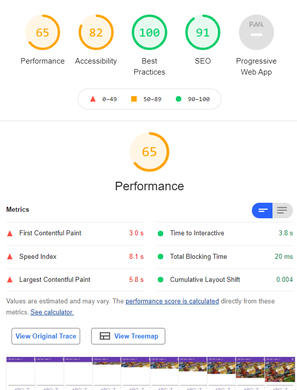 65
82
100
91
Performance
Accessibility
Best
Practices
SEO
Progressive
Web App
0–49
50–89
90–100
65
Performance
Metrics
First Contentful Paint
3.0 s
Time to Interactive
3.8 s
Speed Index
8.1 s
Total Blocking Time
20 ms
Largest Contentful Paint
5.8 s
Cumulative Layout Shift
0.004
Values are estimated and may vary. The performance score is calculated directly from these
metrics. See calculator.
View Original Trace
View Treemap